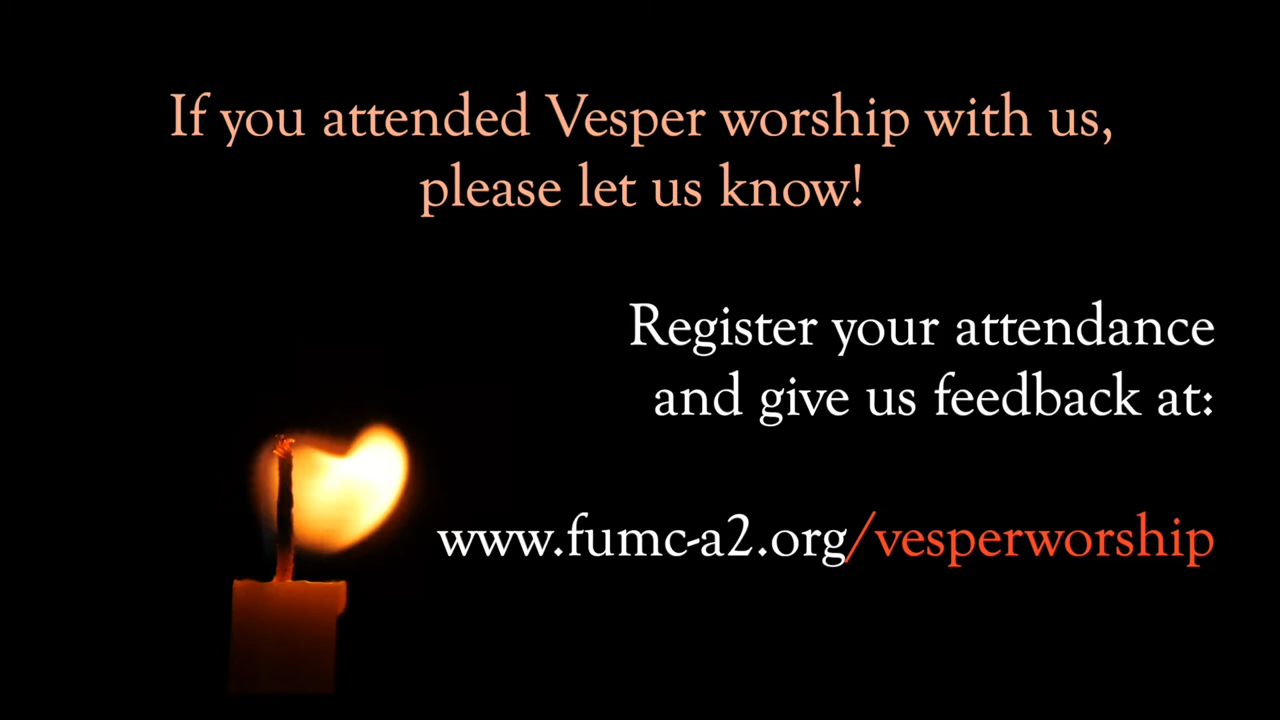 If you attended Vesper worship with us,
please let us know!
Register your attendance
and give us feedback at:
www.fumc-a2.org/vesperworship